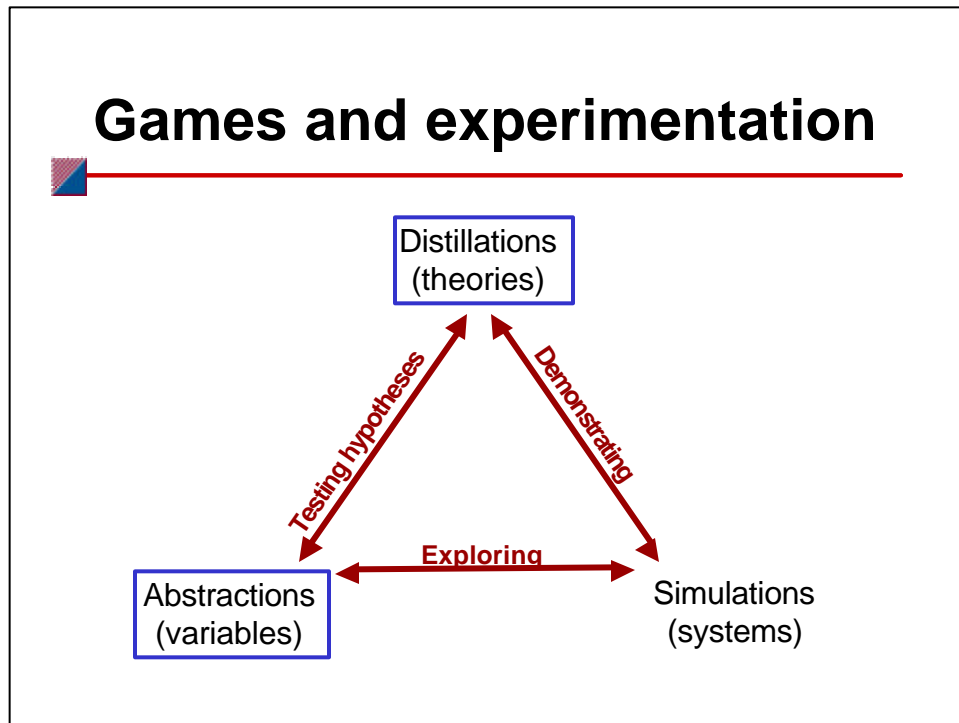 Games and experimentation
Distillations
(theories)
Testing hypotheses
Demonstrating
Exploring
Abstractions
(variables)
Simulations
(systems)